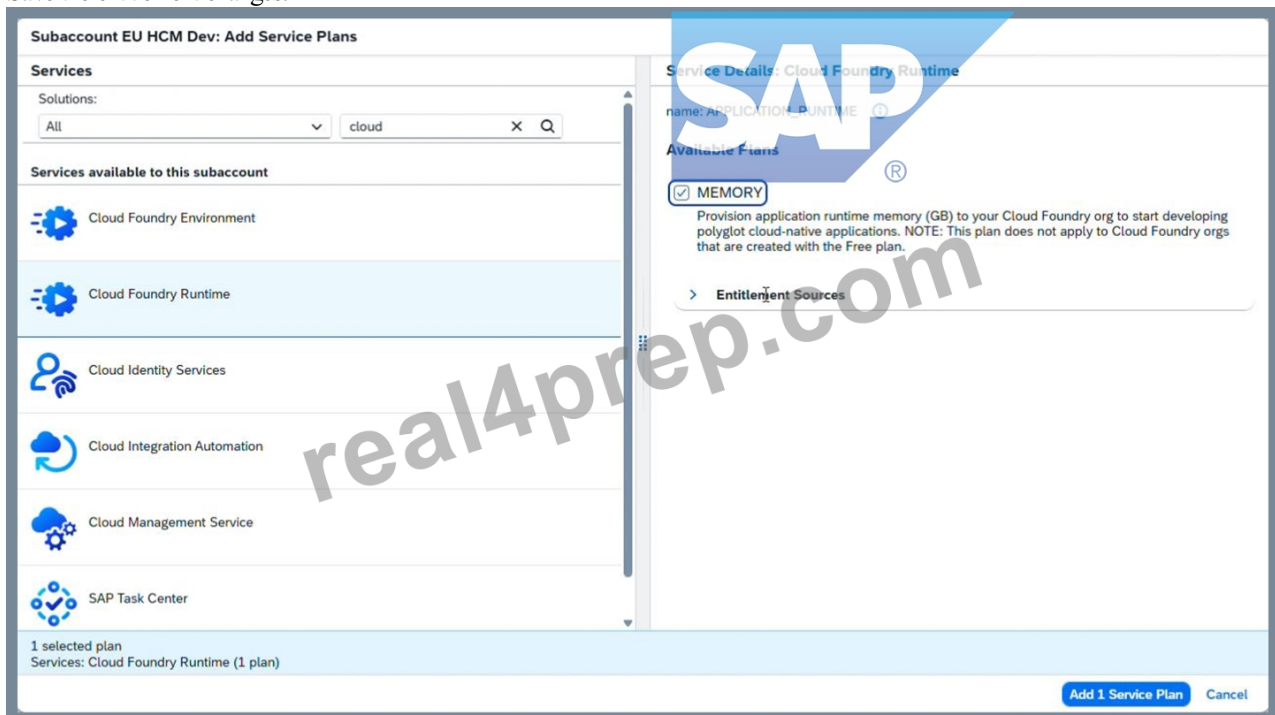 Subaccount EU HCM Dev: Add Service Plans
Services
Solutions:
All
cloud
Services available to this subaccount
Cloud Foundry Environment
Cloud Foundry Runtime
Cloud Identity Services
Cloud Integration Automation
Cloud Management Service
SAP Task Center
1 selected plan
Services: Cloud Foundry Runtime (1 plan)
Service Details: Cloud Foundry Runtime
name: APPLICATION_RUNTIME
Available Plans
MEMORY
Provision application runtime memory (GB) to your Cloud Foundry org to start developing
polyglot cloud-native applications. NOTE: This plan does not apply to Cloud Foundry orgs
that are created with the Free plan.
Entitlement Sources
Add 1 Service Plan
Cancel
SAP
®
real4prep.com